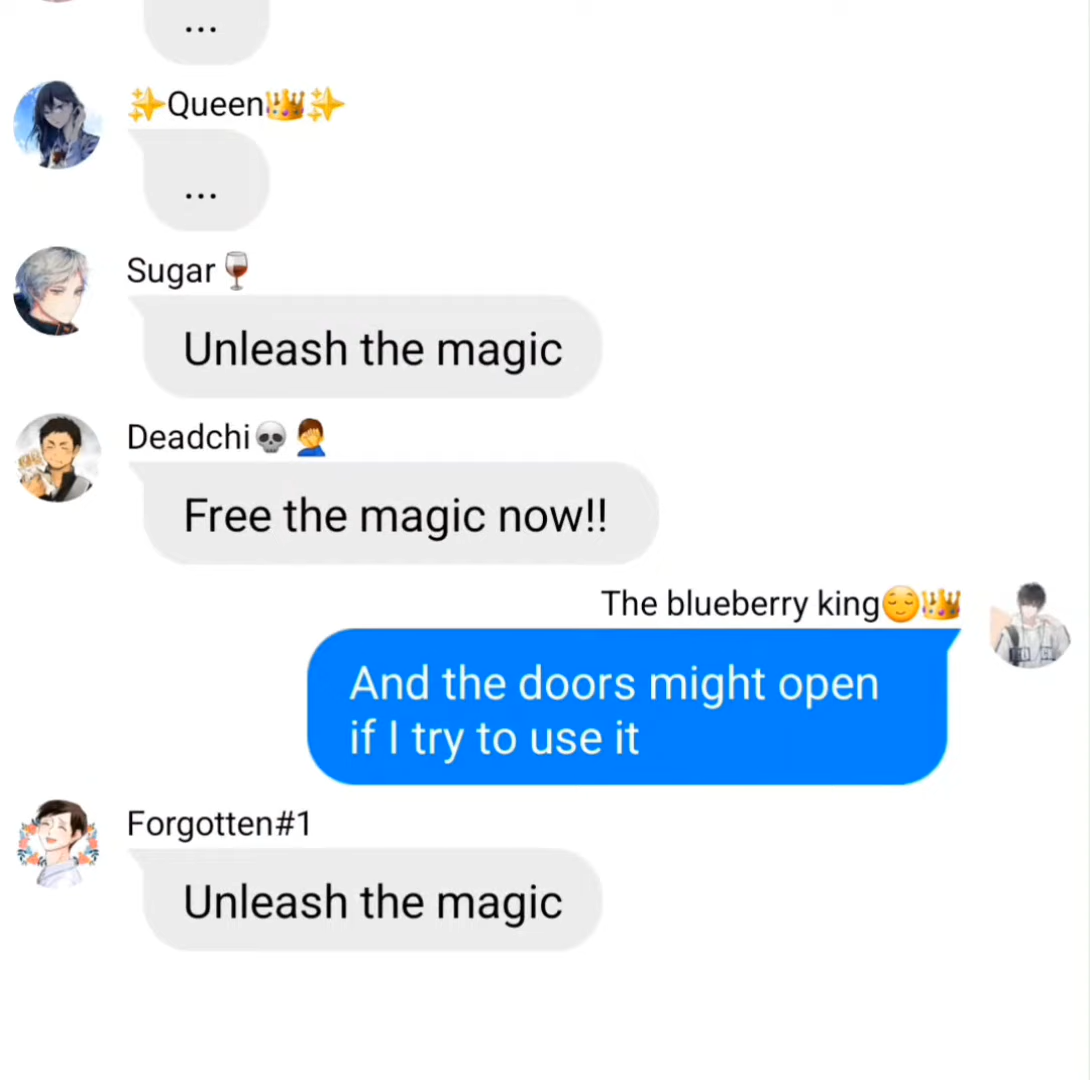 ...
✨Queen👑✨
...
Sugar🍷
Unleash the magic
Deadchi💀🤦‍♂️
Free the magic now!!
The blueberry king😌👑
And the doors might open
if I try to use it
Forgotten#1
Unleash the magic